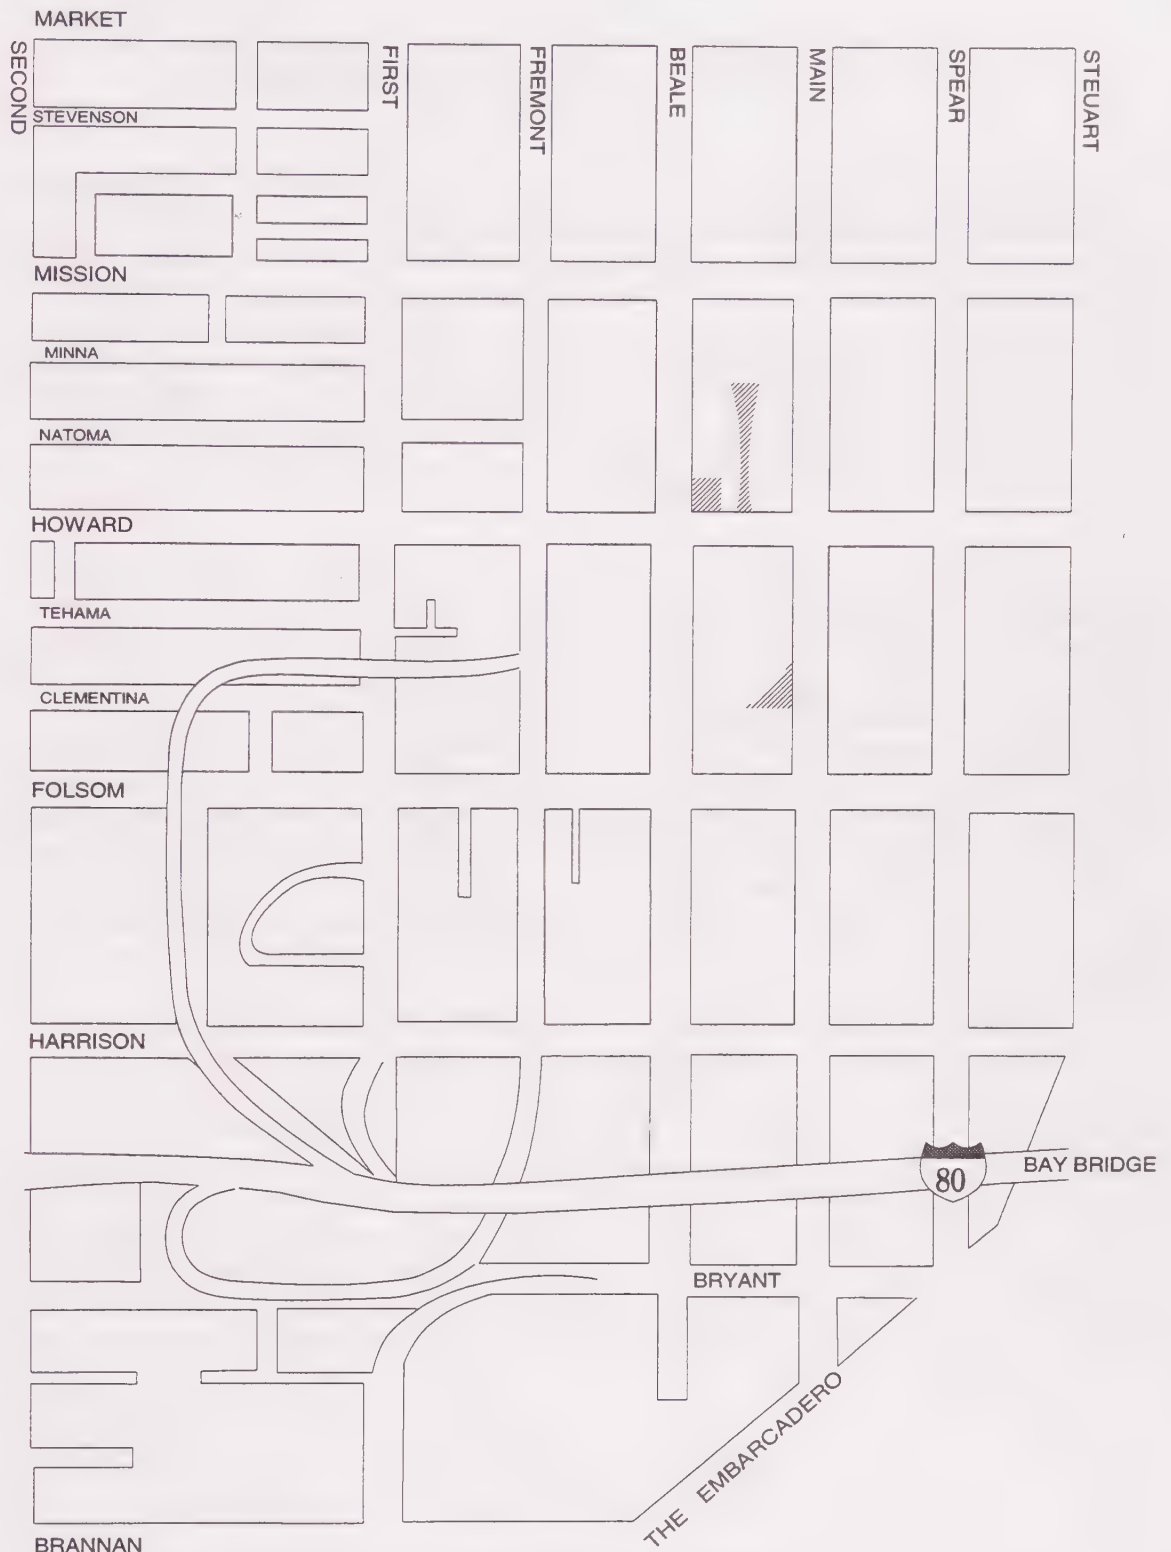 MARKET
SECOND
FIRST
FREMONT
BEALE
MAIN
SPEAR
STEUART
STEVENSON
MISSION
MINNA
NATOMA
HOWARD
TEHAMA
CLEMENTINA
FOLSOM
HARRISON
80
BAY BRIDGE
BRYANT
THE EMBARCADERO
BRANNAN